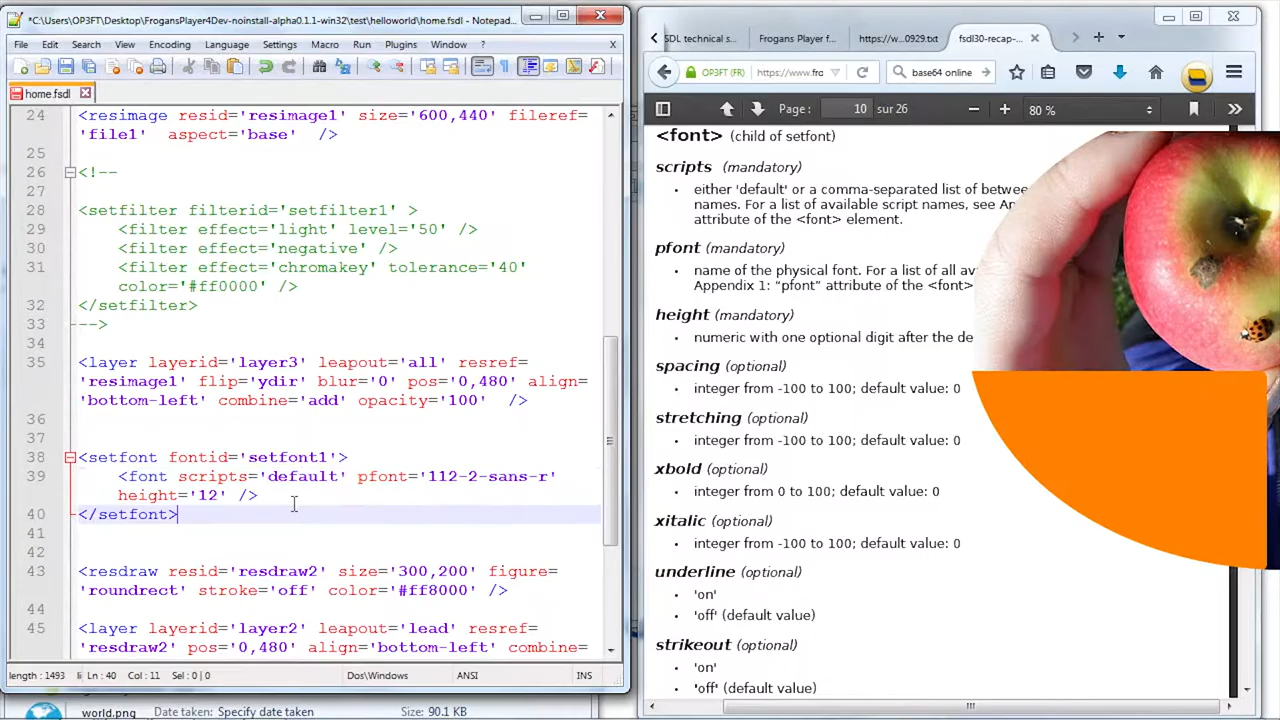 *C:\Users\OP3FT\Desktop\FrogansPlayer4Dev-noinstall-alpha0.1.1-win32\test\helloworld\home.fsdl - Notepad...
File Edit Search View Encoding Language Settings Macro Run Plugins Window ? X
home.fsdl
24 <resimage resid='resimage1' size='600,440' fileref=
'file1' aspect='base' />
25
26 <!--
27
28 <setfilter filterid='setfilter1' >
29 <filter effect='light' level='50' />
30 <filter effect='negative' />
31 <filter effect='chromakey' tolerance='40'
color='#ff0000' />
32 </setfilter>
33 -->
34
35 <layer layerid='layer3' leapout='all' resref=
'resimage1' flip='ydir' blur='0' pos='0,480' align=
'bottom-left' combine='add' opacity='100' />
36
37
38 <setfont fontid='setfont1'>
39 <font scripts='default' pfont='112-2-sans-r'
height='12' />
40 </setfont>
41
42
43 <resdraw resid='resdraw2' size='300,200' figure=
'roundrect' stroke='off' color='#ff8000' />
44
45 <layer layerid='layer2' leapout='lead' resref=
'resdraw2' pos='0,480' align='bottom-left' combine=
length : 1493 li Ln : 40 Col : 11 Sel : 0 | 0 Dos\Windows ANSI INS
world.png Date taken: Specify date taken Size: 90.1 KB
SDL technical s... Frogans Player f... https://w...0929.txt fsdl30-recap-...
OP3FT (FR) https://www.fro base64 online
Page : 10 sur 26 80 %
<font> (child of setfont)
scripts (mandatory)
• either 'default' or a comma-separated list of betwee
names. For a list of available script names, see Ap
attribute of the <font> element.
pfont (mandatory)
• name of the physical font. For a list of all av
Appendix 1: "pfont" attribute of the <font>
height (mandatory)
• numeric with one optional digit after the de
spacing (optional)
• integer from -100 to 100; default value: 0
stretching (optional)
• integer from -100 to 100; default value: 0
xbold (optional)
• integer from 0 to 100; default value: 0
xitalic (optional)
• integer from -100 to 100; default value: 0
underline (optional)
• 'on'
• 'off' (default value)
strikeout (optional)
• 'on'
• 'off' (default value)